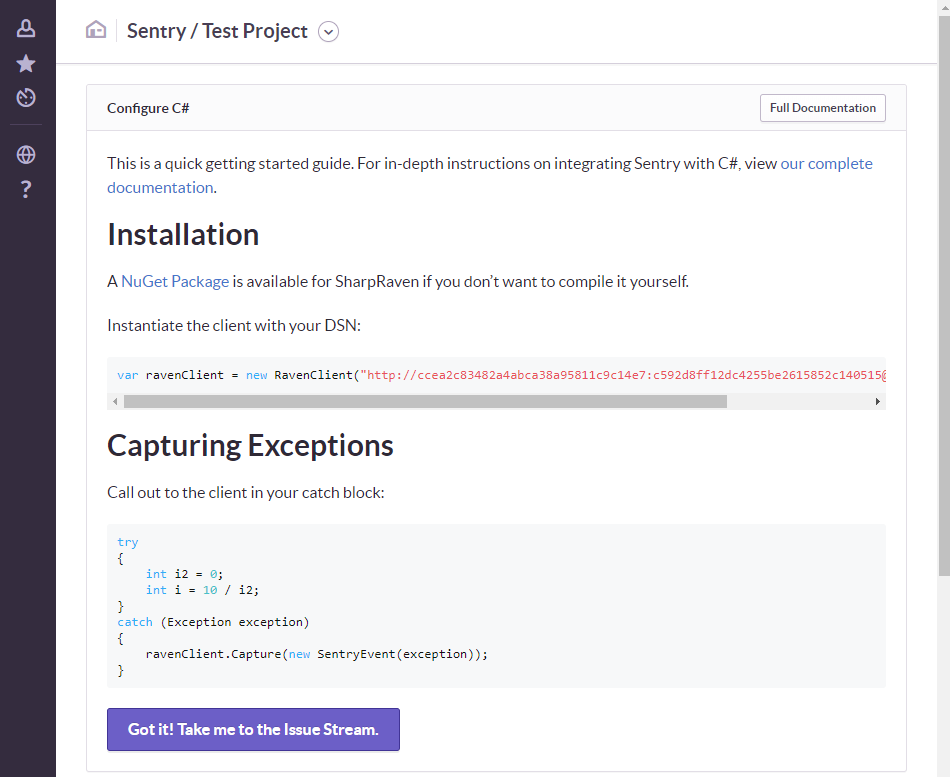 Sentry / Test Project
Configure C#
Full Documentation
This is a quick getting started guide. For in-depth instructions on integrating Sentry with C#, view our complete
documentation.
Installation
A NuGet Package is available for SharpRaven if you don’t want to compile it yourself.
Instantiate the client with your DSN:
var ravenClient = new RavenClient("http://ccea2c83482a4abca38a95811c9c14e7:c592d8ff12dc4255be2615852c140515@
Capturing Exceptions
Call out to the client in your catch block:
try
{
    int i2 = 0;
    int i = 10 / i2;
}
catch (Exception exception)
{
    ravenClient.Capture(new SentryEvent(exception));
}
Got it! Take me to the Issue Stream.